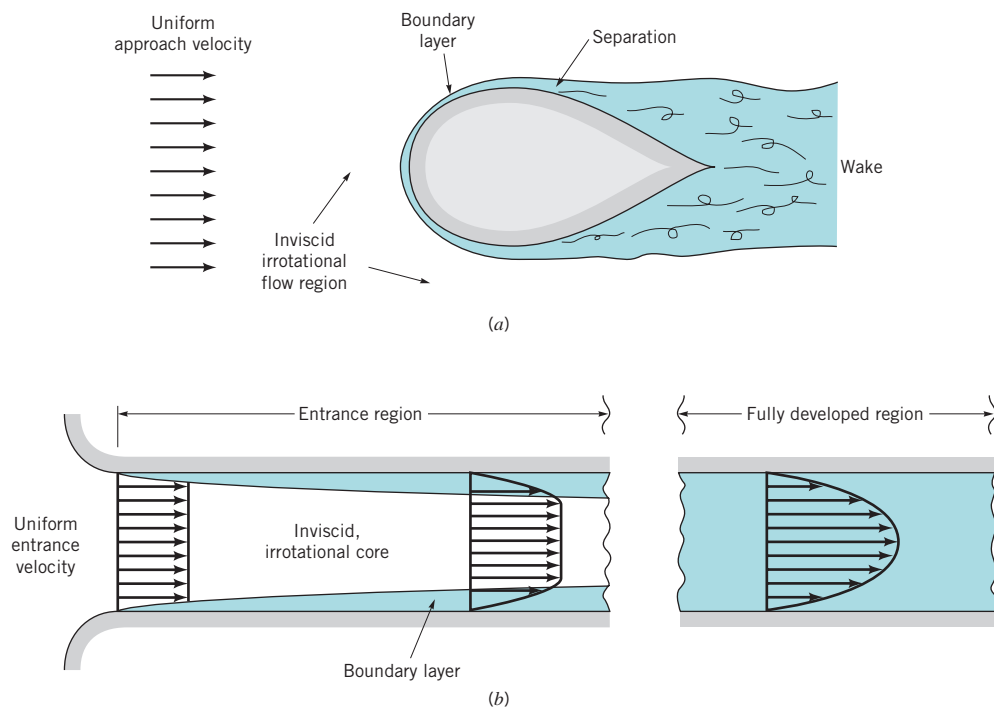 Uniform
approach velocity
Boundary
layer
Separation
Wake
Inviscid
irrotational
flow region
(a)
Entrance region
Fully developed region
Uniform
entrance
velocity
Inviscid,
irrotational core
Boundary layer
(b)